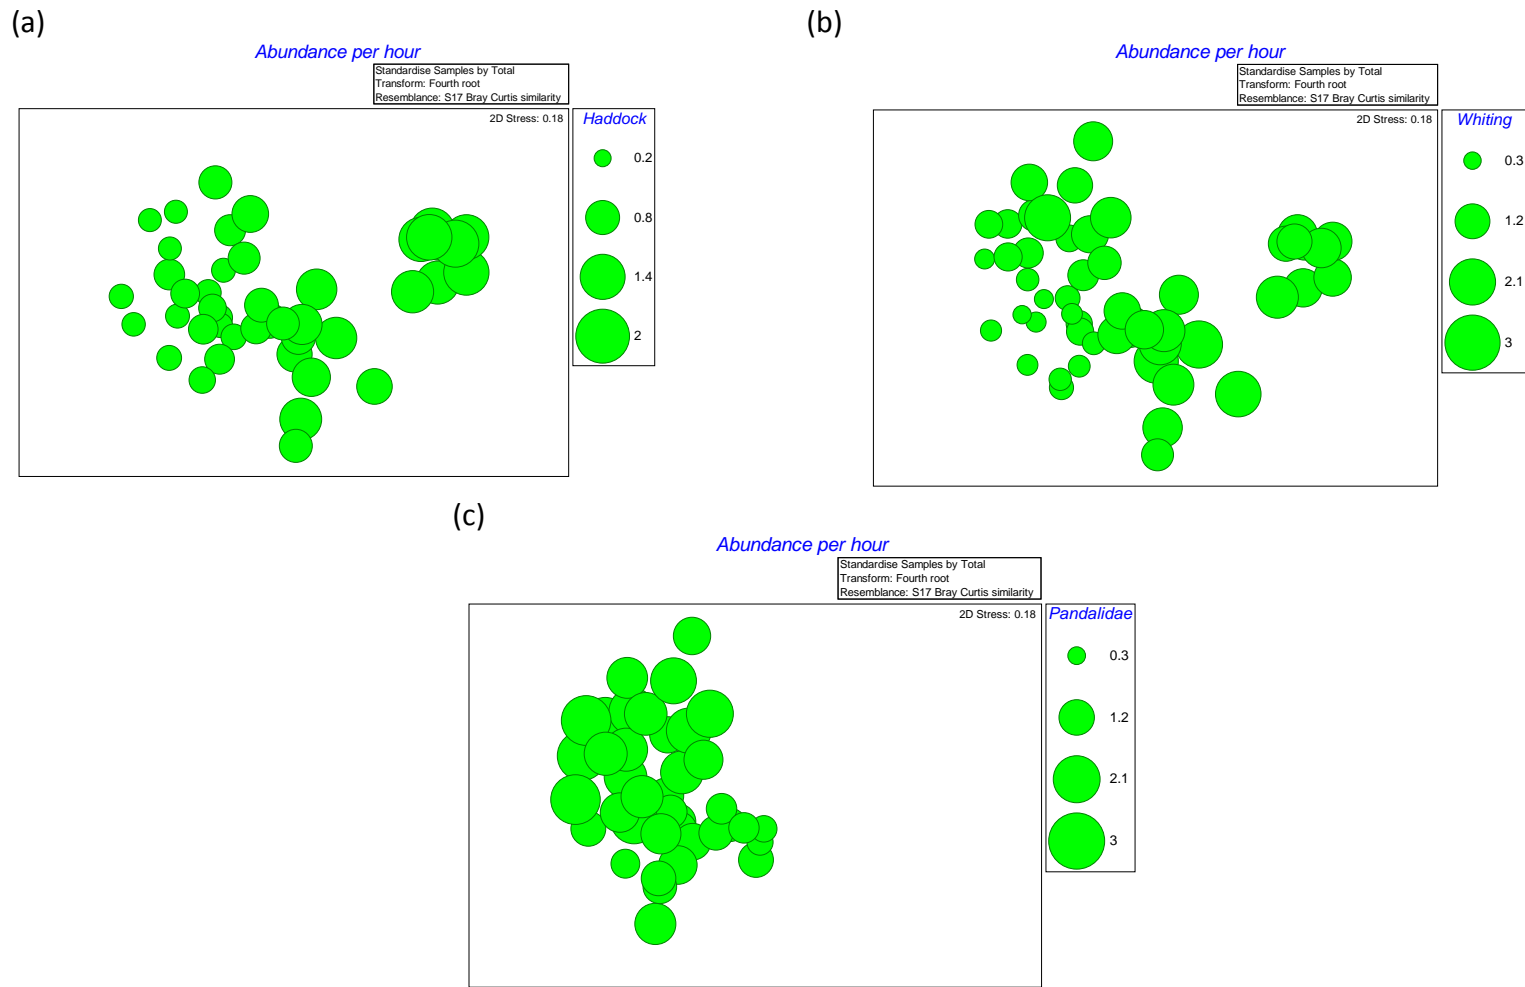 (a)
Abundance per hour
Standardise Samples by Total
Transform: Fourth root
Resemblance: S17 Bray Curtis similarity
2D Stress: 0.18
Haddock
0.2
0.8
1.4
2
(b)
Abundance per hour
Standardise Samples by Total
Transform: Fourth root
Resemblance: S17 Bray Curtis similarity
2D Stress: 0.18
Whiting
0.3
1.2
2.1
3
(c)
Abundance per hour
Standardise Samples by Total
Transform: Fourth root
Resemblance: S17 Bray Curtis similarity
2D Stress: 0.18
Pandalidae
0.3
1.2
2.1
3